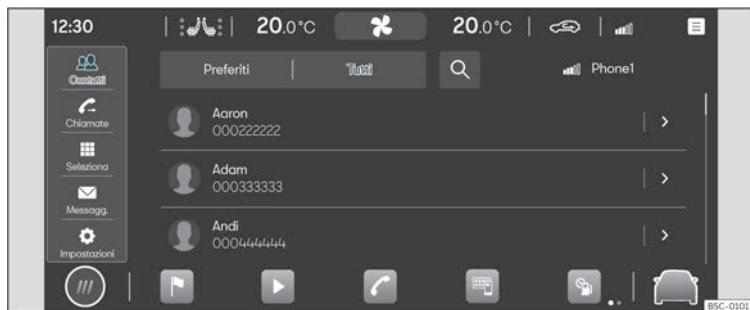 12:30
20.0°C
20.0°C
Contatti
Preferiti
Tutti
Phone1
Chiamate
Aaron
000222222
Seleziona
Adam
000333333
Messagg.
Andi
000444444
Impostazioni
B5C-0101